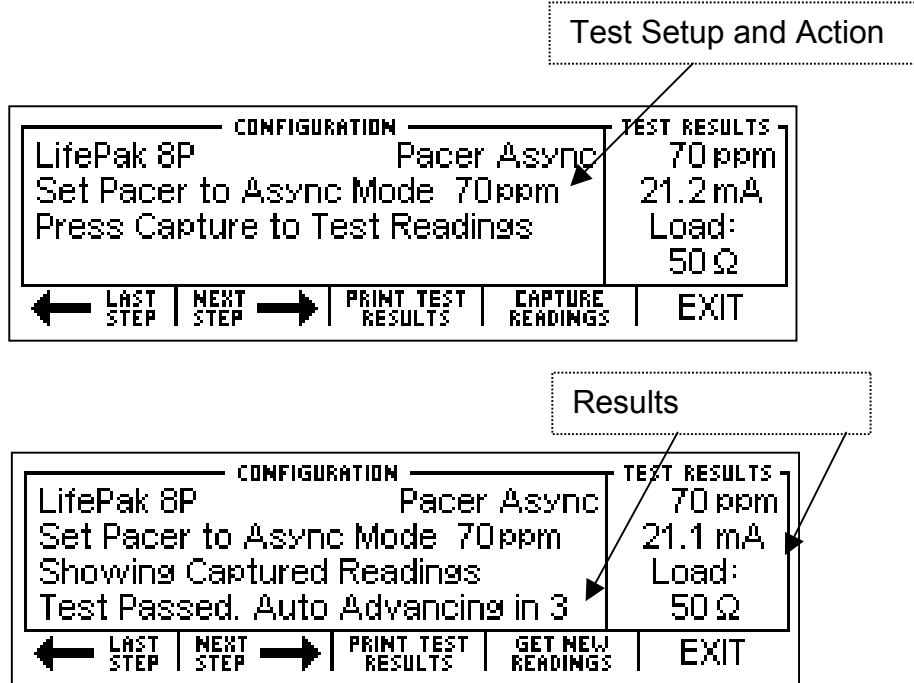 Test Setup and Action
CONFIGURATION TEST RESULTS
LifePak 8P Pacer Async 70 ppm
Set Pacer to Async Mode 70ppm 21.2 mA
Press Capture to Test Readings Load:
50 Ω
LAST STEP NEXT STEP PRINT TEST RESULTS CAPTURE READINGS EXIT
Results
CONFIGURATION TEST RESULTS
LifePak 8P Pacer Async 70 ppm
Set Pacer to Async Mode 70ppm 21.1 mA
Showing Captured Readings Load:
Test Passed. Auto Advancing in 3 50 Ω
LAST STEP NEXT STEP PRINT TEST RESULTS GET NEW READINGS EXIT